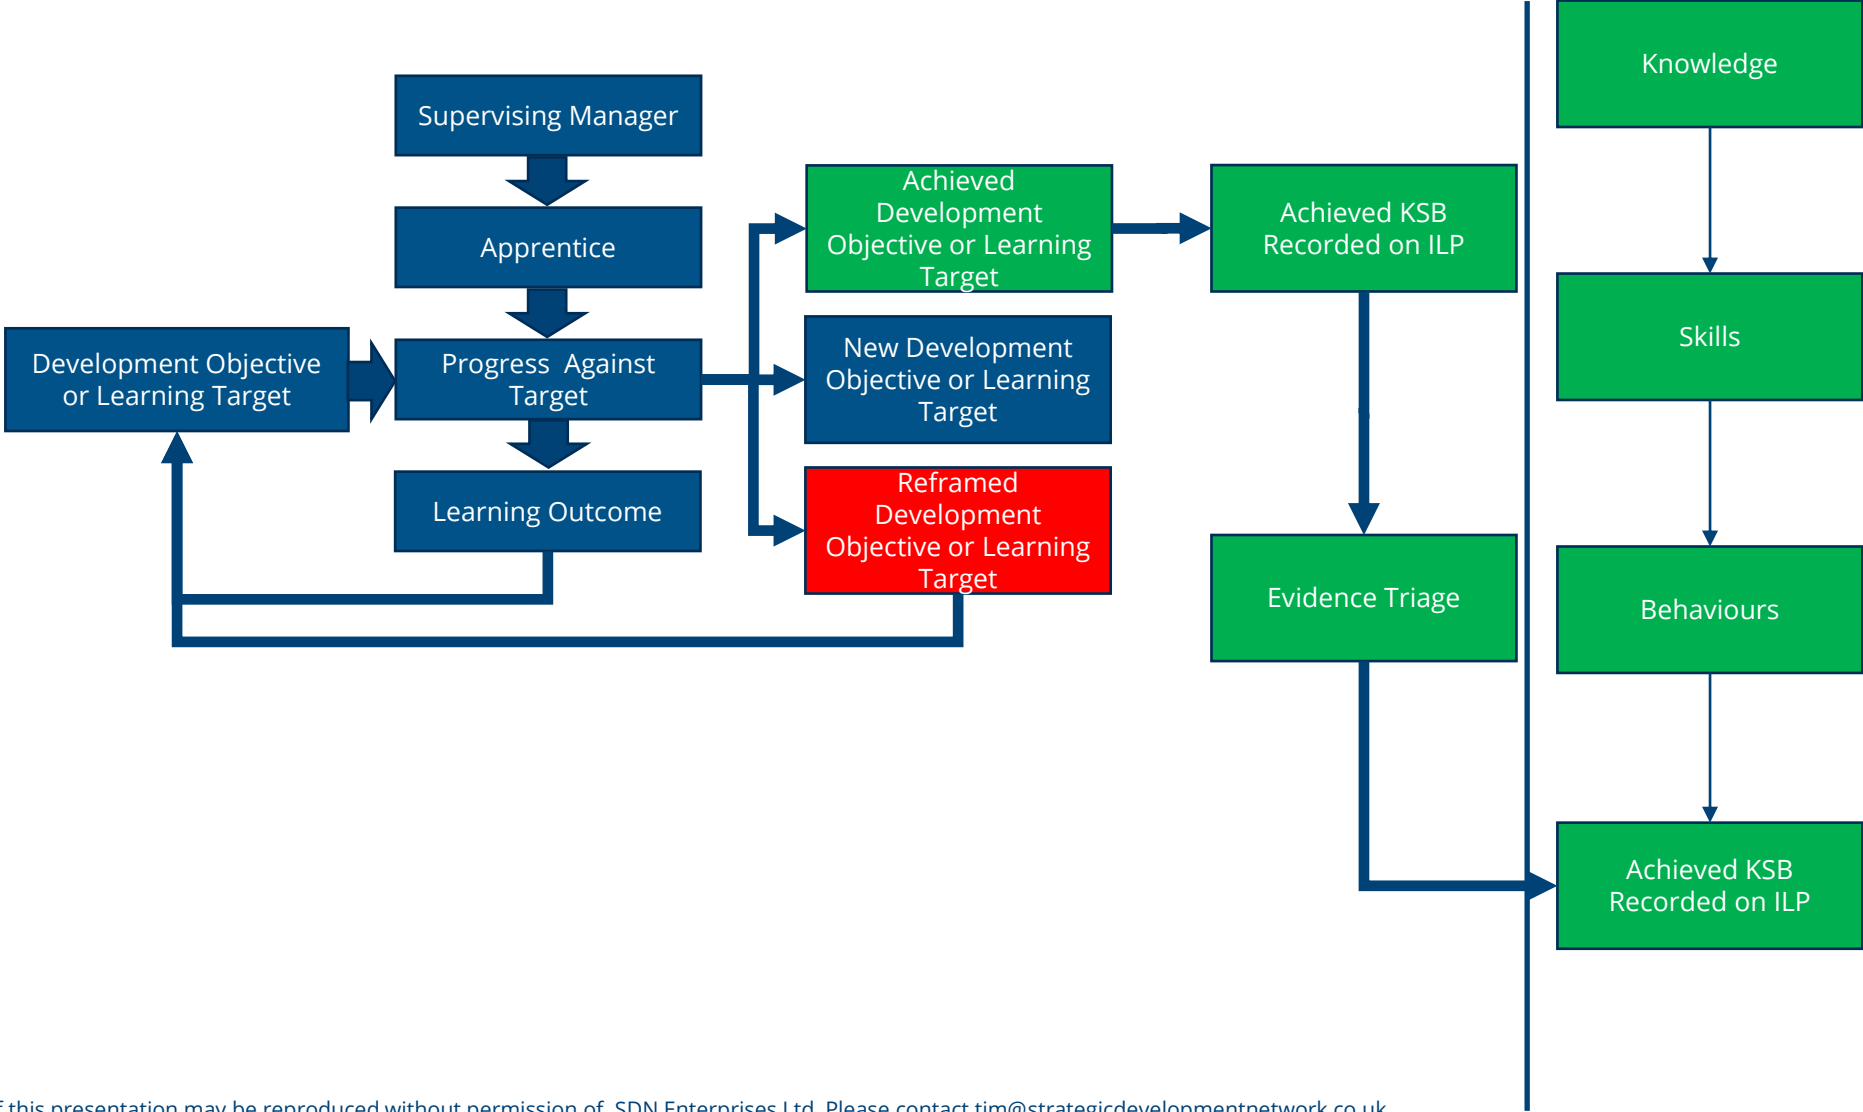 Supervising Manager
Apprentice
Development Objective
or Learning Target
Progress  Against
Target
Learning Outcome
Achieved
Development
Objective or Learning
Target
New Development
Objective or Learning
Target
Reframed
Development
Objective or Learning
Target
Achieved KSB
Recorded on ILP
Evidence Triage
Knowledge
Skills
Behaviours
Achieved KSB
Recorded on ILP
this presentation may be reproduced without permission of  SDN Enterprises Ltd. Please contact tim@strategicdevelopmentnetwork.co.uk